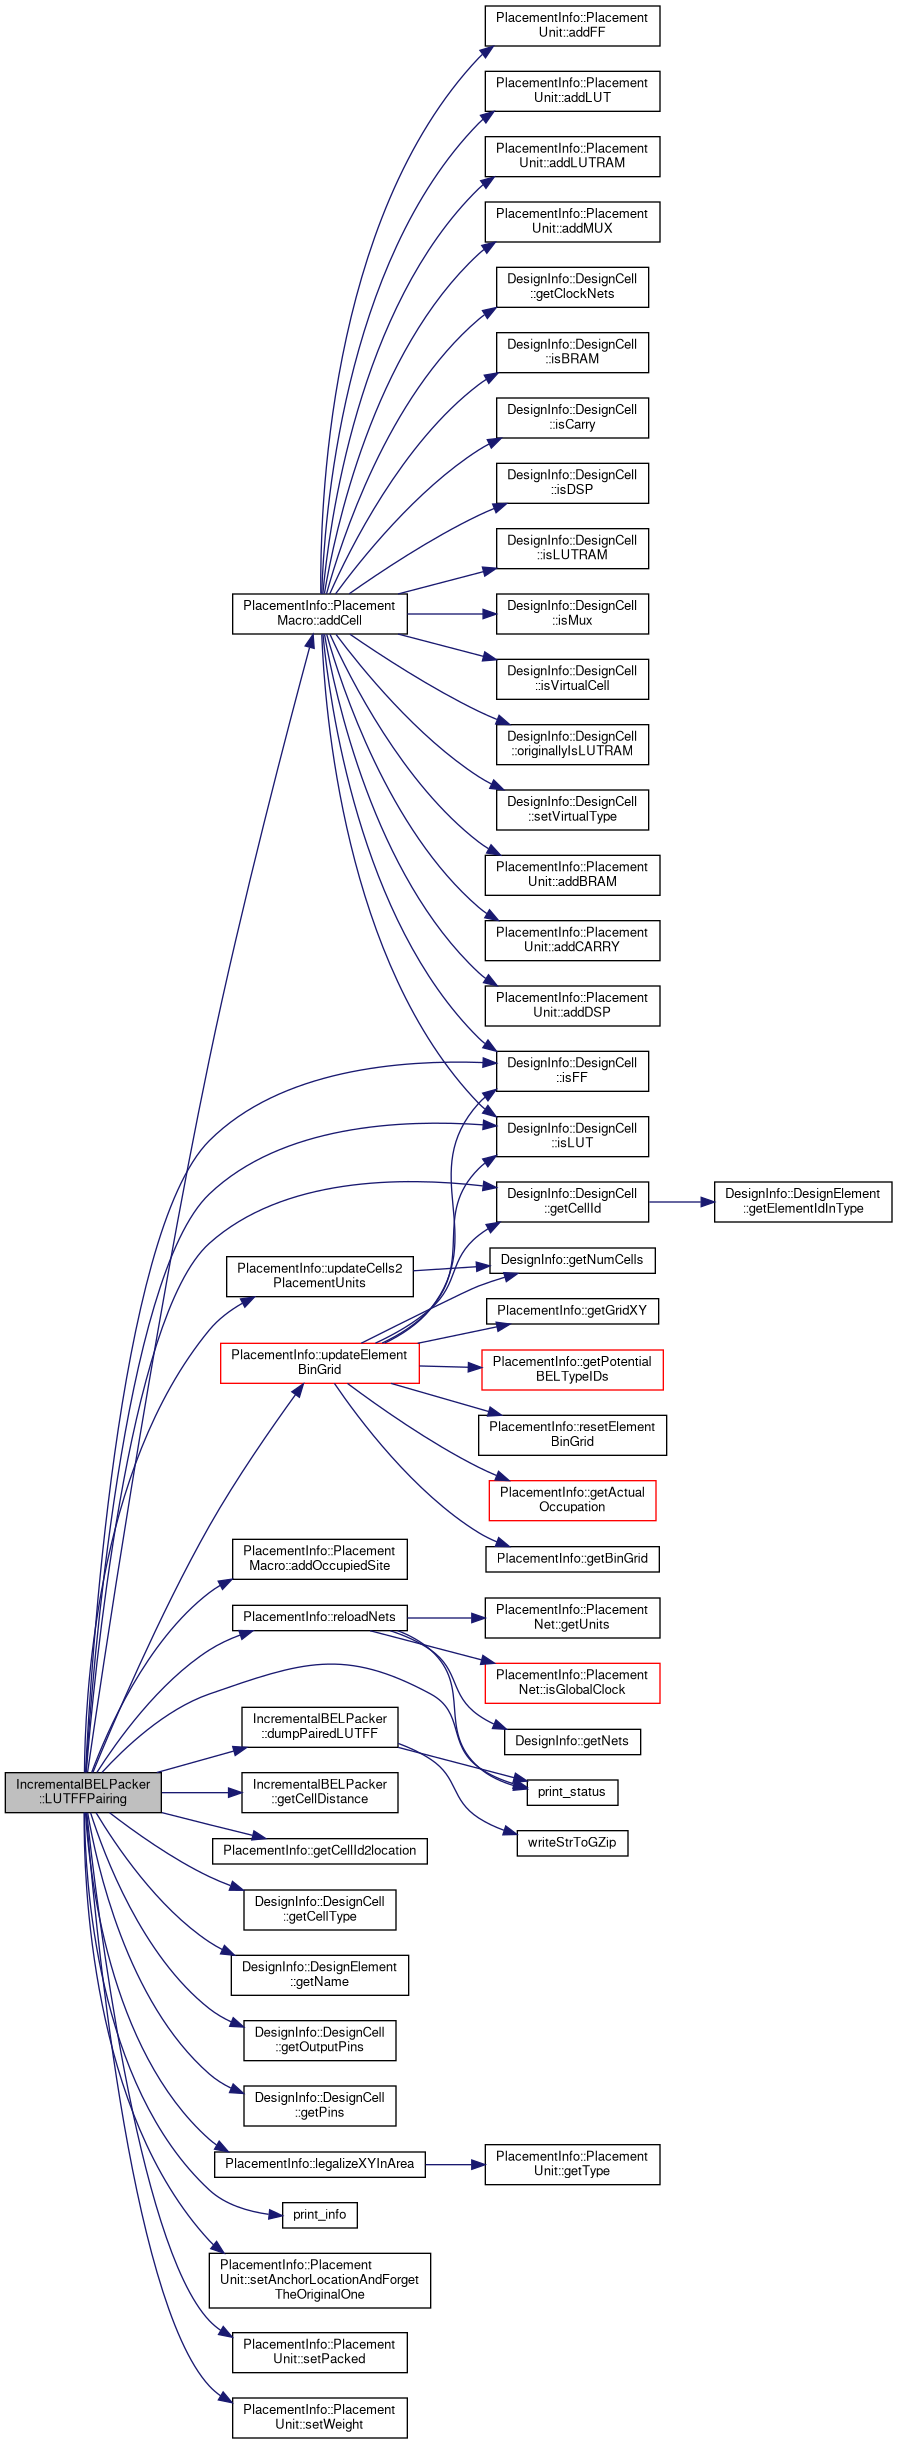 PlacementInfo::Placement
Unit::addFF
PlacementInfo::Placement
Unit::addLUT
PlacementInfo::Placement
Unit::addLUTRAM
PlacementInfo::Placement
Unit::addMUX
DesignInfo::DesignCell
::getClockNets
DesignInfo::DesignCell
::isBRAM
DesignInfo::DesignCell
::isCarry
DesignInfo::DesignCell
::isDSP
DesignInfo::DesignCell
::isLUTRAM
PlacementInfo::Placement
Macro::addCell
DesignInfo::DesignCell
::isMux
DesignInfo::DesignCell
::isVirtualCell
DesignInfo::DesignCell
::originallyIsLUTRAM
DesignInfo::DesignCell
::setVirtualType
PlacementInfo::Placement
Unit::addBRAM
PlacementInfo::Placement
Unit::addCARRY
PlacementInfo::Placement
Unit::addDSP
DesignInfo::DesignCell
::isFF
DesignInfo::DesignCell
::isLUT
DesignInfo::DesignCell
::getCellId
DesignInfo::DesignElement
::getElementIdInType
PlacementInfo::updateCells2
PlacementUnits
DesignInfo::getNumCells
PlacementInfo::getGridXY
PlacementInfo::updateElement
BinGrid
PlacementInfo::getPotential
BELTypeIDs
PlacementInfo::resetElement
BinGrid
PlacementInfo::getActual
Occupation
PlacementInfo::getBinGrid
PlacementInfo::Placement
Macro::addOccupiedSite
PlacementInfo::reloadNets
PlacementInfo::Placement
Net::getUnits
PlacementInfo::Placement
Net::isGlobalClock
DesignInfo::getNets
IncrementalBELPacker
::dumpPairedLUTFF
IncrementalBELPacker
::LUTFFPairing
IncrementalBELPacker
::getCellDistance
print_status
writeStrToGZip
PlacementInfo::getCellId2location
DesignInfo::DesignCell
::getCellType
DesignInfo::DesignElement
::getName
DesignInfo::DesignCell
::getOutputPins
DesignInfo::DesignCell
::getPins
PlacementInfo::legalizeXYInArea
PlacementInfo::Placement
Unit::getType
print_info
PlacementInfo::Placement
Unit::setAnchorLocationAndForget
TheOriginalOne
PlacementInfo::Placement
Unit::setPacked
PlacementInfo::Placement
Unit::setWeight